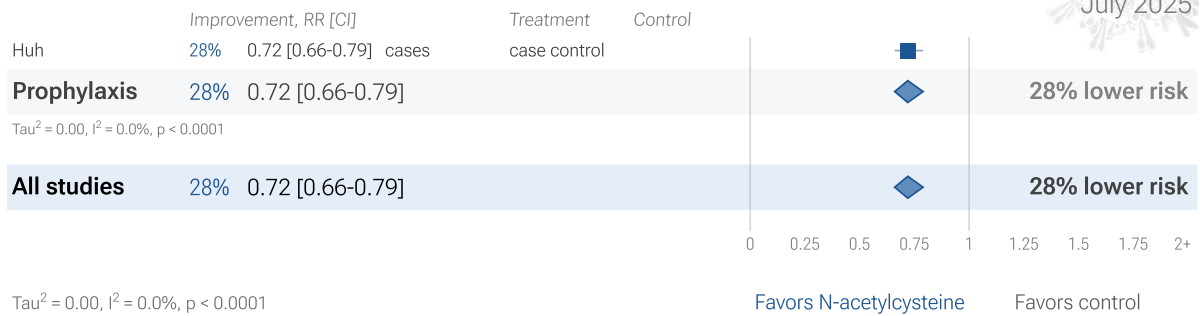 July 2025
Improvement, RR [CI] Treatment Control
Huh 28% 0.72 [0.66-0.79] cases case control
Prophylaxis 28% 0.72 [0.66-0.79] 28% lower risk
Tau² = 0.00, I² = 0.0%, p < 0.0001
All studies 28% 0.72 [0.66-0.79] 28% lower risk
0 0.25 0.5 0.75 1 1.25 1.5 1.75 2+
Tau² = 0.00, I² = 0.0%, p < 0.0001 Favors N-acetylcysteine Favors control